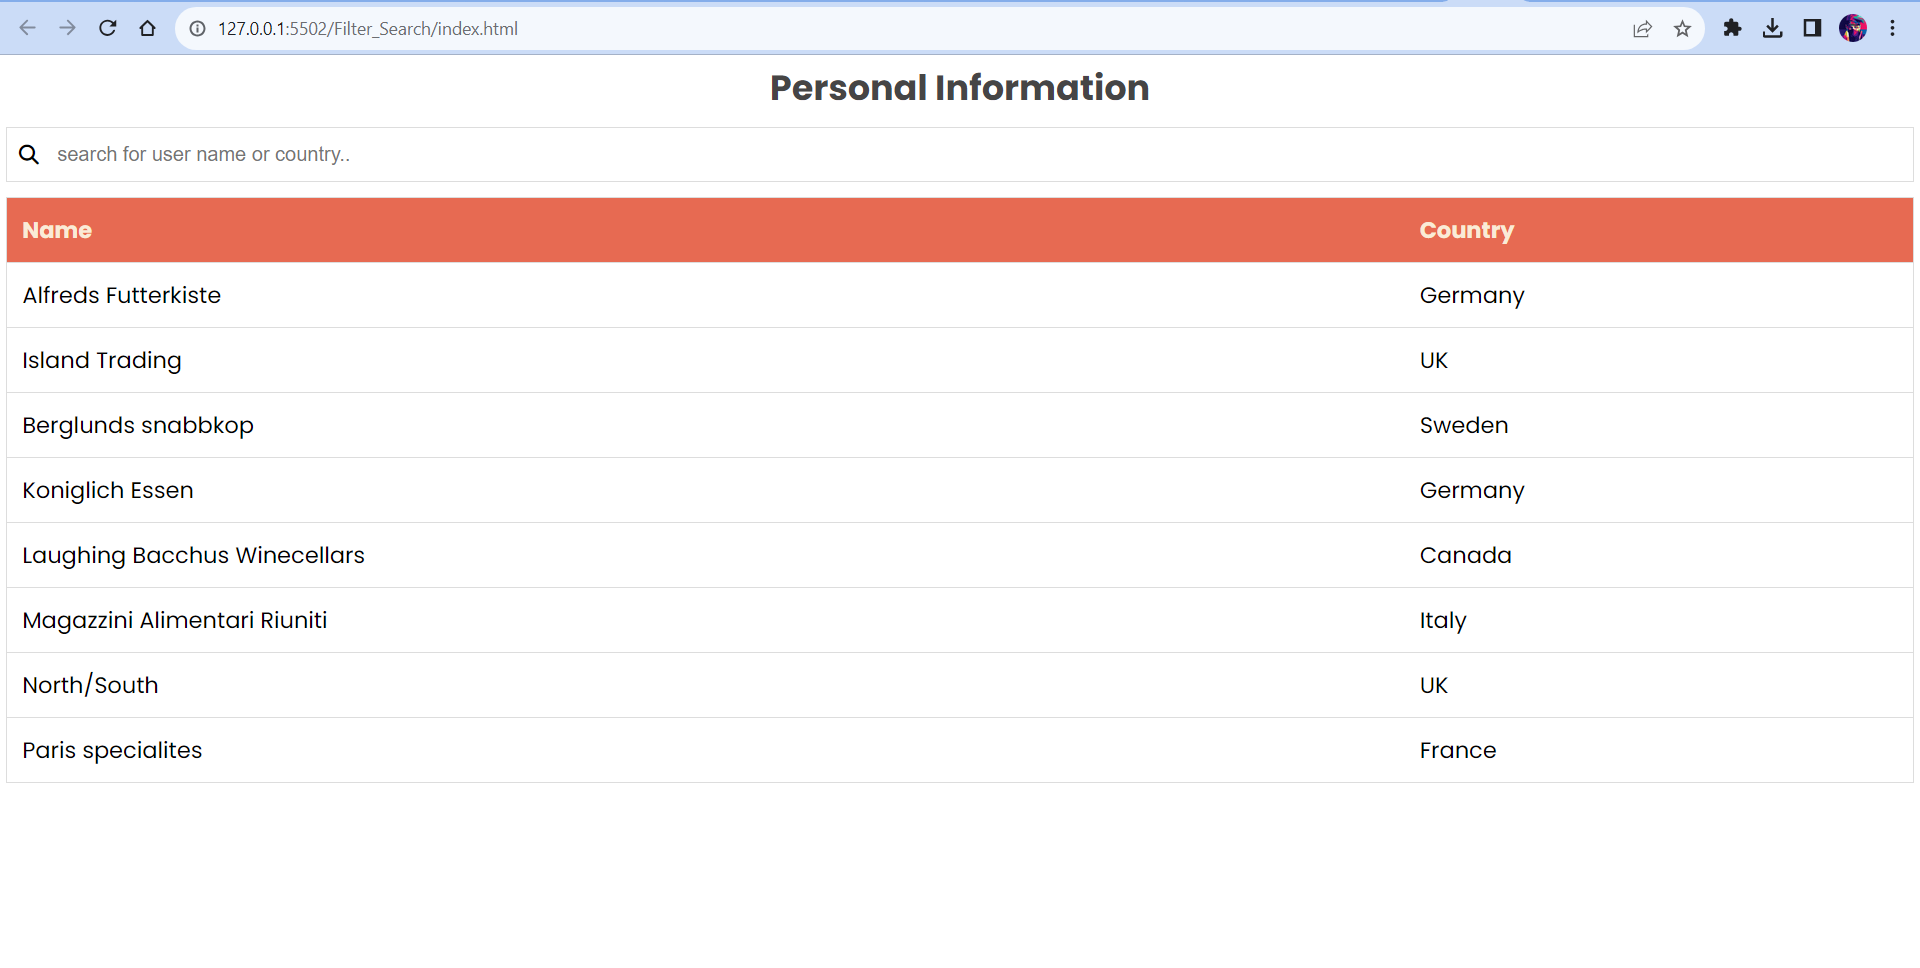 127.0.0.1:5502/Filter_Search/index.html
Personal Information
search for user name or country..
Name Country
Alfreds Futterkiste Germany
Island Trading UK
Berglunds snabbkop Sweden
Koniglich Essen Germany
Laughing Bacchus Winecellars Canada
Magazzini Alimentari Riuniti Italy
North/South UK
Paris specialites France